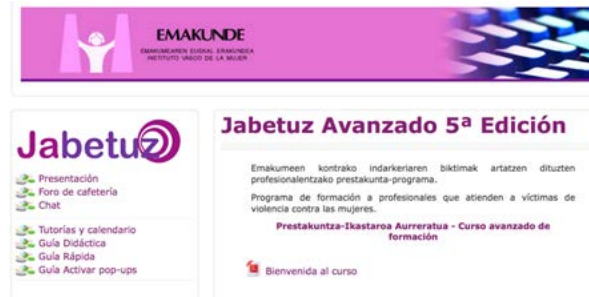 EMAKUNDE
EMAKUMEAREN EUSKAL ERAKUNDEA
INSTITUTO VASCO DE LA MUJER
Jabetuz
Presentación
Foro de cafetería
Chat
Tutorías y calendario
Guía Didáctica
Guía Rápida
Guía Activar pop-ups
Jabetuz Avanzado 5ª Edición
Emakumeen kontrako indarkeriaren biktimak artatzen dituzten
profesionalentzako prestakunta-programa.
Programa de formación a profesionales que atienden a víctimas de
violencia contra las mujeres.
Prestakuntza-Ikastaroa Aurreratua - Curso avanzado de
formación
Bienvenida al curso